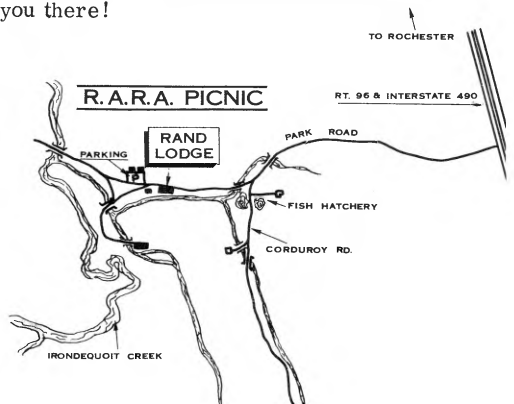 you there!
TO ROCHESTER
R.A.R.A. PICNIC
RT. 96 & INTERSTATE 490
PARKING
RAND
LODGE
PARK ROAD
FISH HATCHERY
CORDUROY RD.
IRONDEQUOIT CREEK